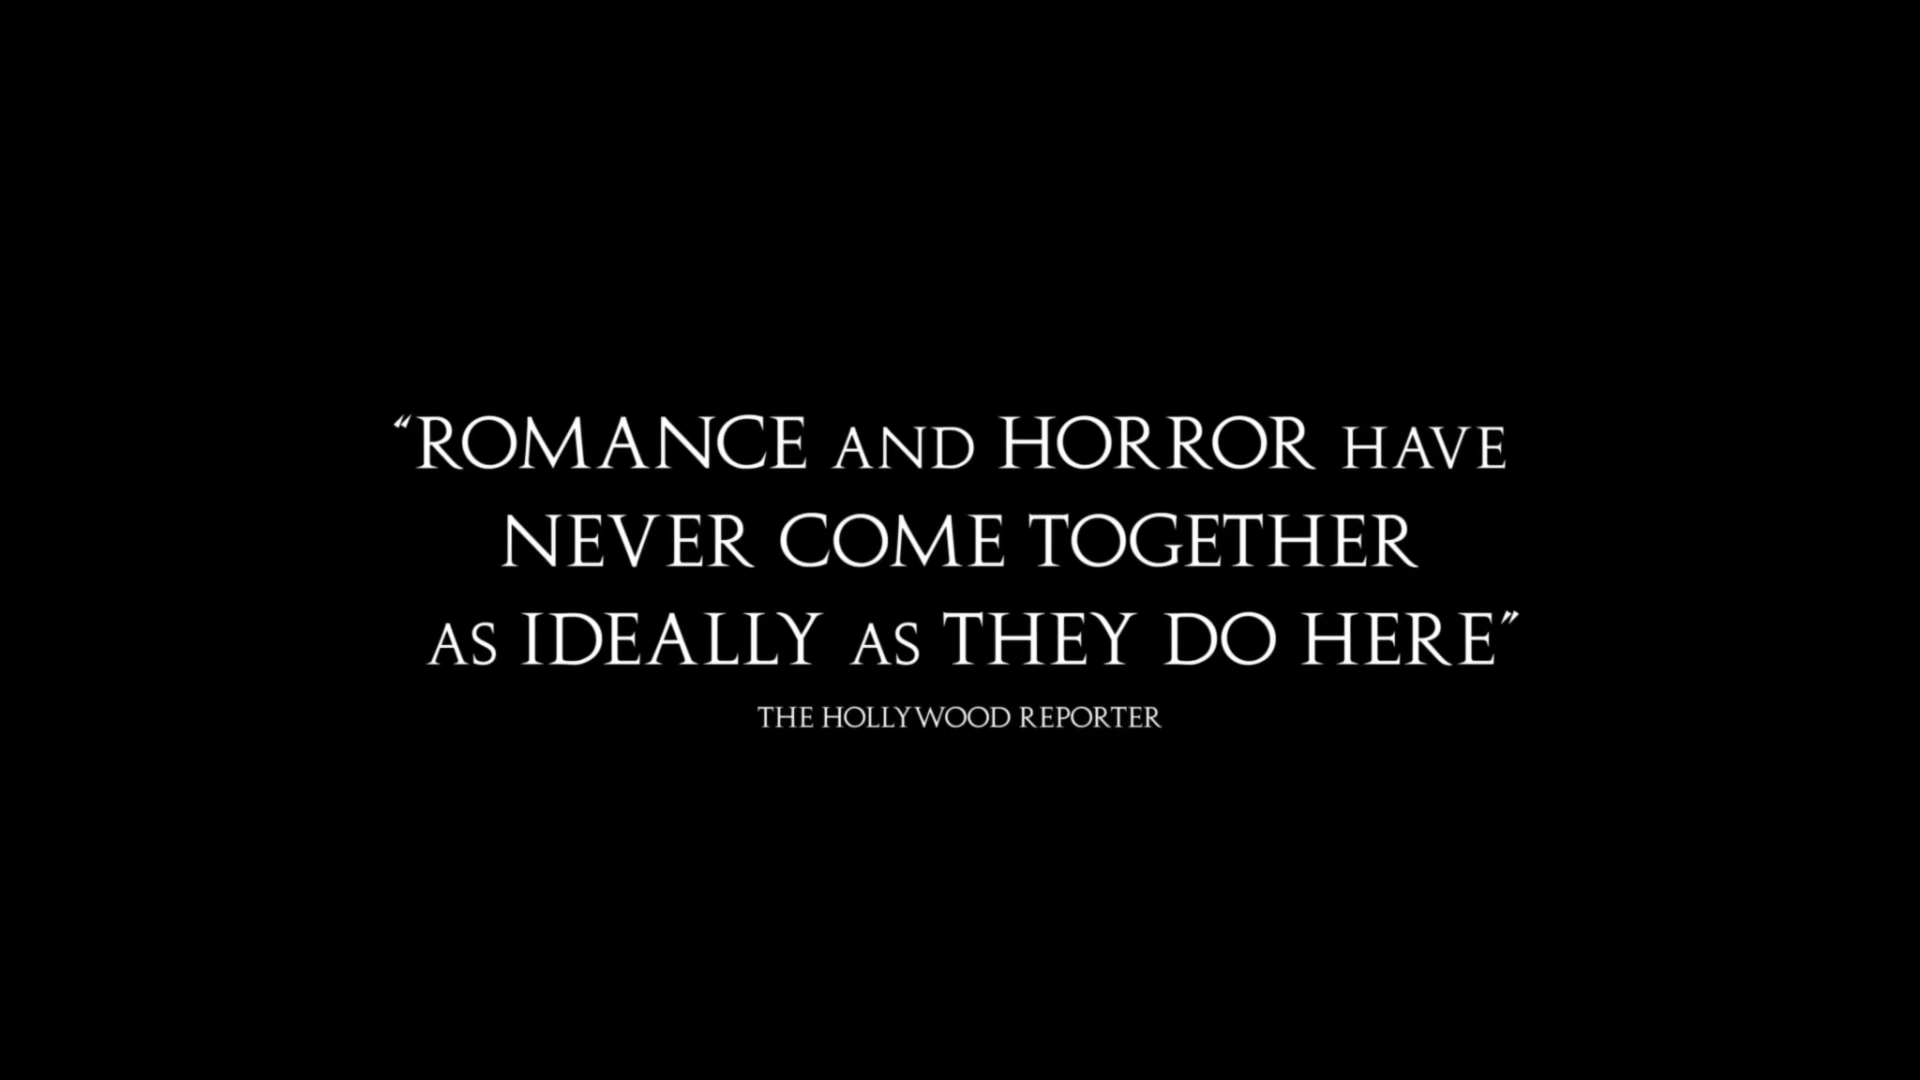 “ROMANCE AND HORROR HAVE
NEVER COME TOGETHER
AS IDEALLY AS THEY DO HERE”
THE HOLLYWOOD REPORTER